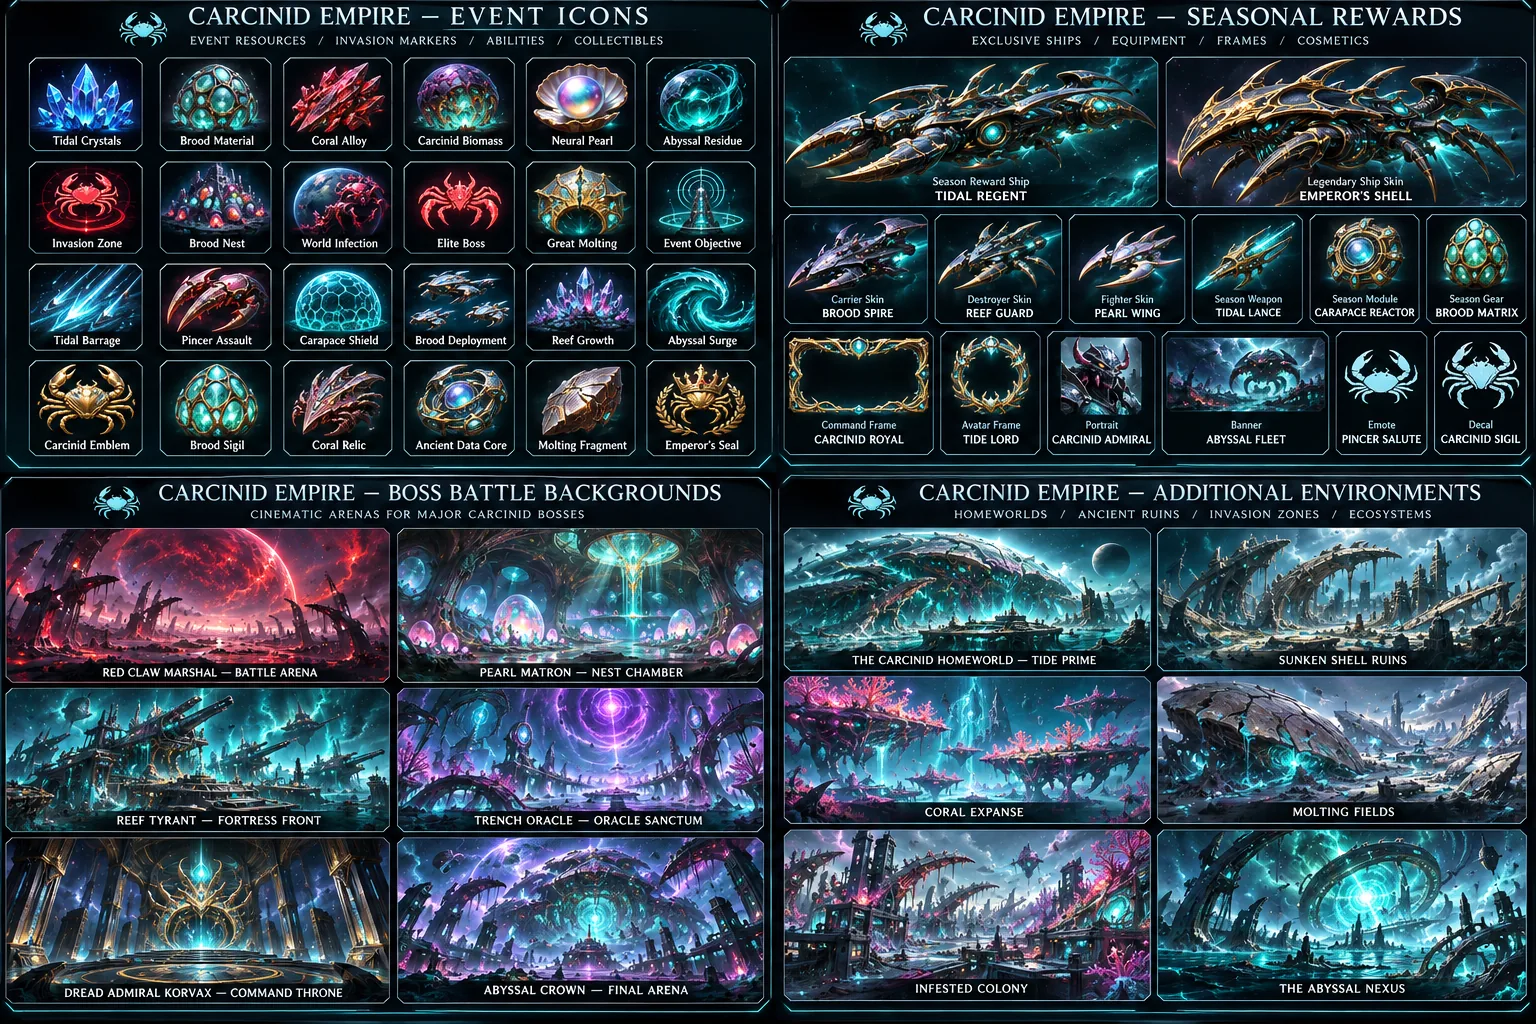 CARCINID EMPIRE — EVENT ICONS
EVENT RESOURCES / INVASION MARKERS / ABILITIES / COLLECTIBLES
Tidal Crystals
Brood Material
Coral Alloy
Carcinid Biomass
Neural Pearl
Abyssal Residue
Invasion Zone
Brood Nest
World Infection
Elite Boss
Great Molting
Event Objective
Tidal Barrage
Pincer Assault
Carapace Shield
Brood Deployment
Reef Growth
Abyssal Surge
Carcinid Emblem
Brood Sigil
Coral Relic
Ancient Data Core
Molting Fragment
Emperor's Seal
CARCINID EMPIRE — SEASONAL REWARDS
EXCLUSIVE SHIPS / EQUIPMENT / FRAMES / COSMETICS
Season Reward Ship
TIDAL REGENT
Legendary Ship Skin
EMPEROR'S SHELL
Carrier Skin
BROOD SPIRE
Destroyer Skin
REEF GUARD
Fighter Skin
PEARL WING
Season Weapon
TIDAL LANCE
Season Module
CARAPACE REACTOR
Season Gear
BROOD MATRIX
Command Frame
CARCINID ROYAL
Avatar Frame
TIDE LORD
Portrait
CARCINID ADMIRAL
Banner
ABYSSAL FLEET
Emote
PINCER SALUTE
Decal
CARCINID SIGIL
CARCINID EMPIRE — BOSS BATTLE BACKGROUNDS
CINEMATIC ARENAS FOR MAJOR CARCINID BOSSES
RED CLAW MARSHAL — BATTLE ARENA
PEARL MATRON — NEST CHAMBER
REEF TYRANT — FORTRESS FRONT
TRENCH ORACLE — ORACLE SANCTUM
DREAD ADMIRAL KORVAX — COMMAND THRONE
ABYSSAL CROWN — FINAL ARENA
CARCINID EMPIRE — ADDITIONAL ENVIRONMENTS
HOMEWORLDS / ANCIENT RUINS / INVASION ZONES / ECOSYSTEMS
THE CARCINID HOMEWORLD — TIDE PRIME
SUNKEN SHELL RUINS
CORAL EXPANSE
MOLTING FIELDS
INFESTED COLONY
THE ABYSSAL NEXUS